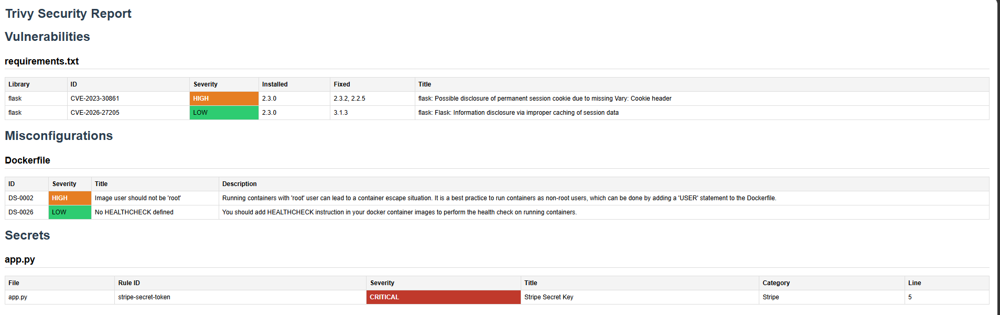 Trivy Security Report
Vulnerabilities
requirements.txt
Library ID Severity Installed Fixed Title
flask CVE-2023-30861 HIGH 2.3.0 2.3.2, 2.2.5 flask: Possible disclosure of permanent session cookie due to missing Vary: Cookie header
flask CVE-2026-27205 LOW 2.3.0 3.1.3 flask: Flask: Information disclosure via improper caching of session data
Misconfigurations
Dockerfile
ID Severity Title Description
DS-0002 HIGH Image user should not be 'root' Running containers with 'root' user can lead to a container escape situation. It is a best practice to run containers as non-root users, which can be done by adding a 'USER' statement to the Dockerfile.
DS-0026 LOW No HEALTHCHECK defined You should add HEALTHCHECK instruction in your docker container images to perform the health check on running containers.
Secrets
app.py
File Rule ID Severity Title Category Line
app.py stripe-secret-token CRITICAL Stripe Secret Key Stripe 5